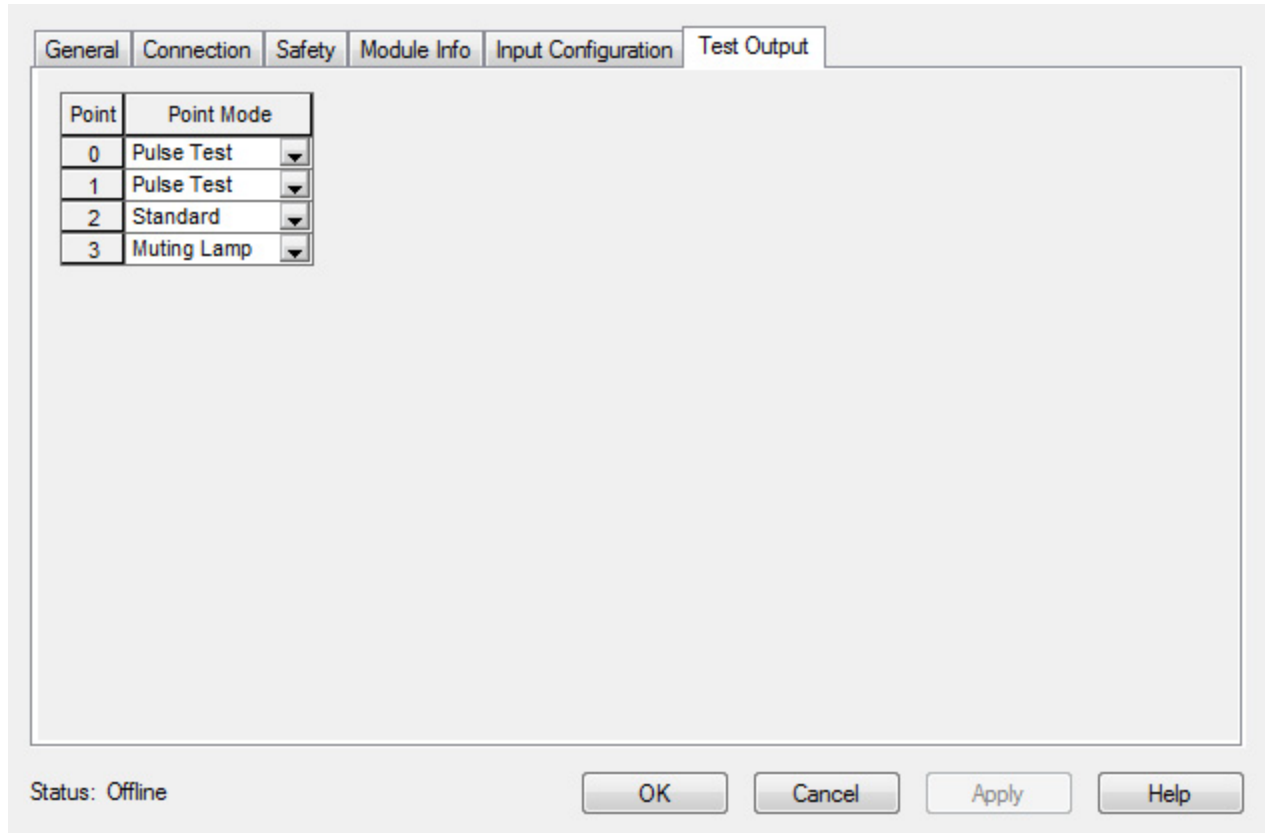 General Connection Safety Module Info Input Configuration Test Output
Point Point Mode
0 Pulse Test
1 Pulse Test
2 Standard
3 Muting Lamp
Status: Offline OK Cancel Apply Help